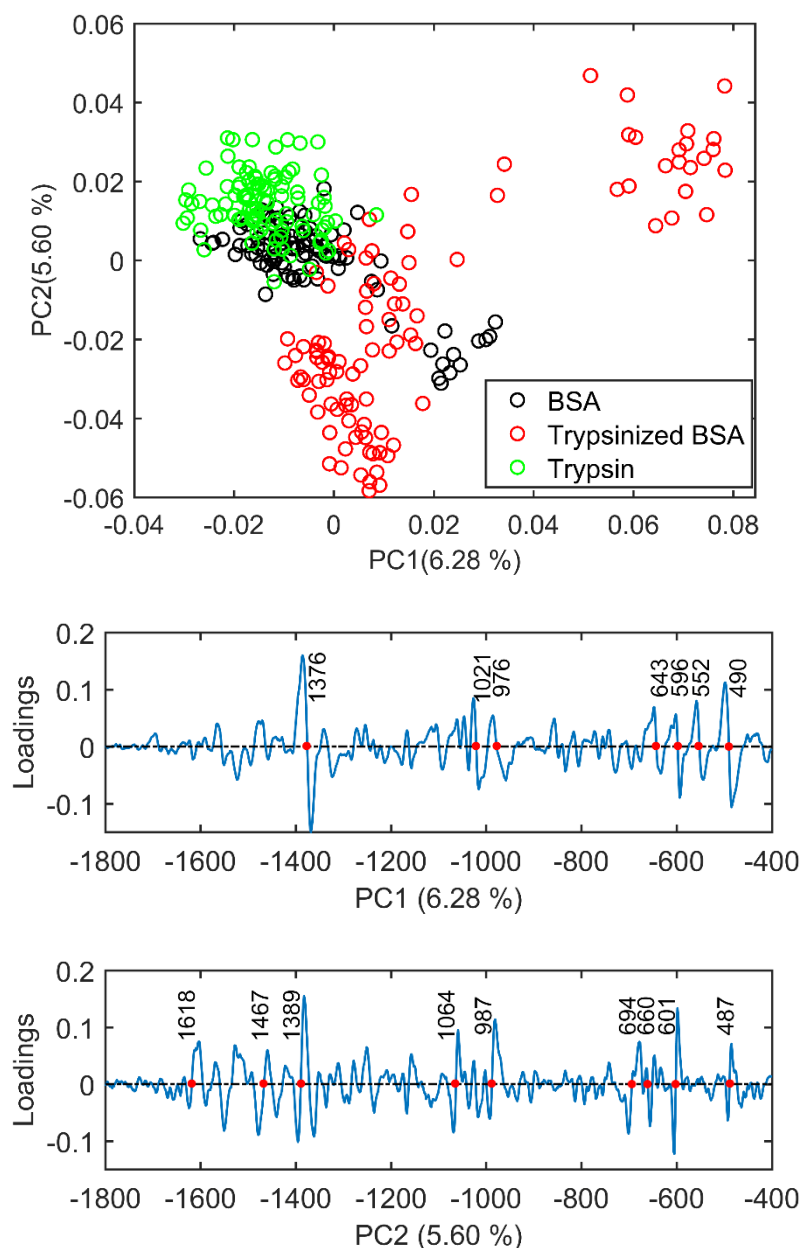 0.06
0.04
0.02
0
-0.02
-0.04
-0.06
PC2(5.60 %)
BSA
Trypsinized BSA
Trypsin
-0.04 -0.02 0 0.02 0.04 0.06 0.08
PC1(6.28 %)
0.2
0.1
0
-0.1
Loadings
1376 1021 976 643 596 552 490
-1800 -1600 -1400 -1200 -1000 -800 -600 -400
PC1 (6.28 %)
0.2
0.1
0
-0.1
Loadings
1618 1467 1389 1064 987 694 660 601 487
-1800 -1600 -1400 -1200 -1000 -800 -600 -400
PC2 (5.60 %)